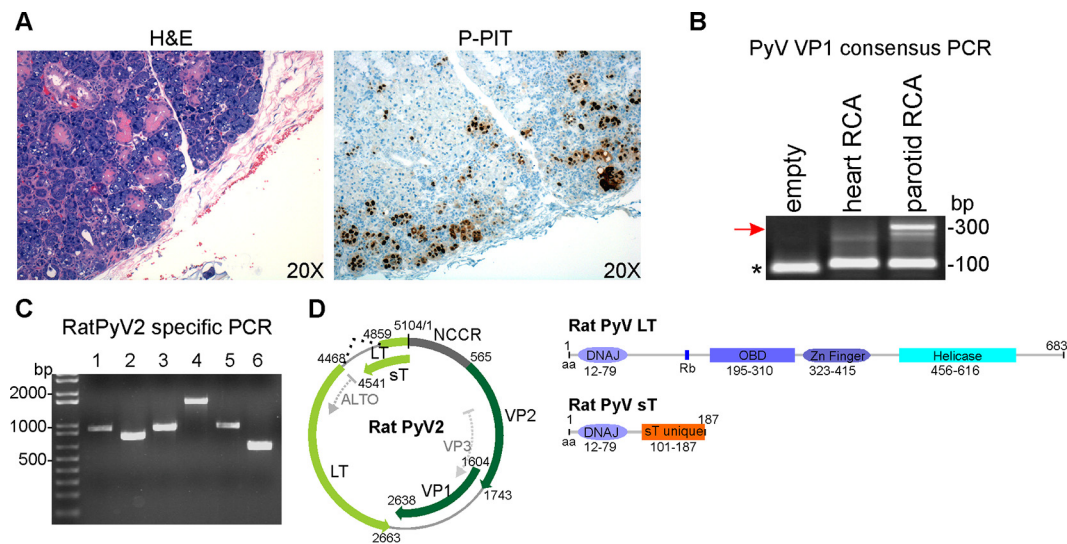 A
H&E
20X
P-PIT
20X
B
PyV VP1 consensus PCR
empty
heart RCA
parotid RCA
bp
-300
-100
*
C
RatPyV2 specific PCR
1 2 3 4 5 6
bp
2000-
1000-
500-
D
5104/1
4859
NCCR
4468
LT
565
sT
4541
ALTO
Rat PyV2
VP2
VP3
1604
LT
VP1
2638
1743
2663
Rat PyV LT
1
683
aa
DNAJ
12-79
Rb
OBD
195-310
Zn Finger
323-415
Helicase
456-616
Rat PyV sT
1
187
aa
DNAJ
12-79
sT unique
101-187